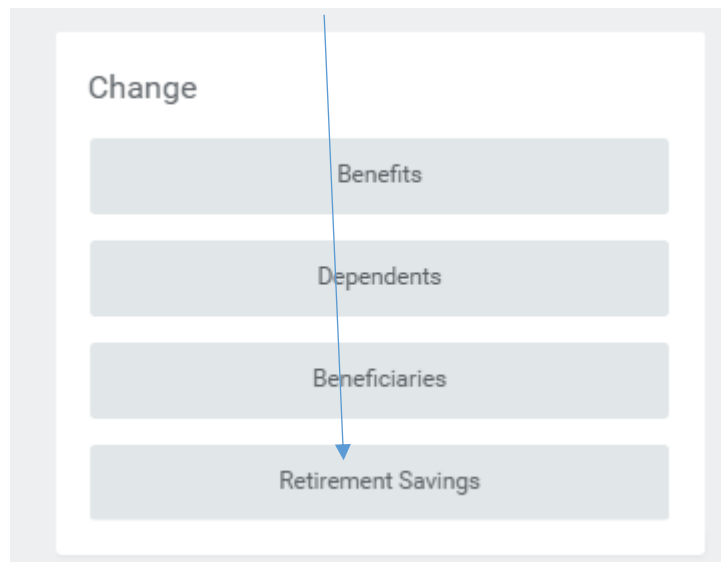 Change
Benefits
Dependents
Beneficiaries
Retirement Savings